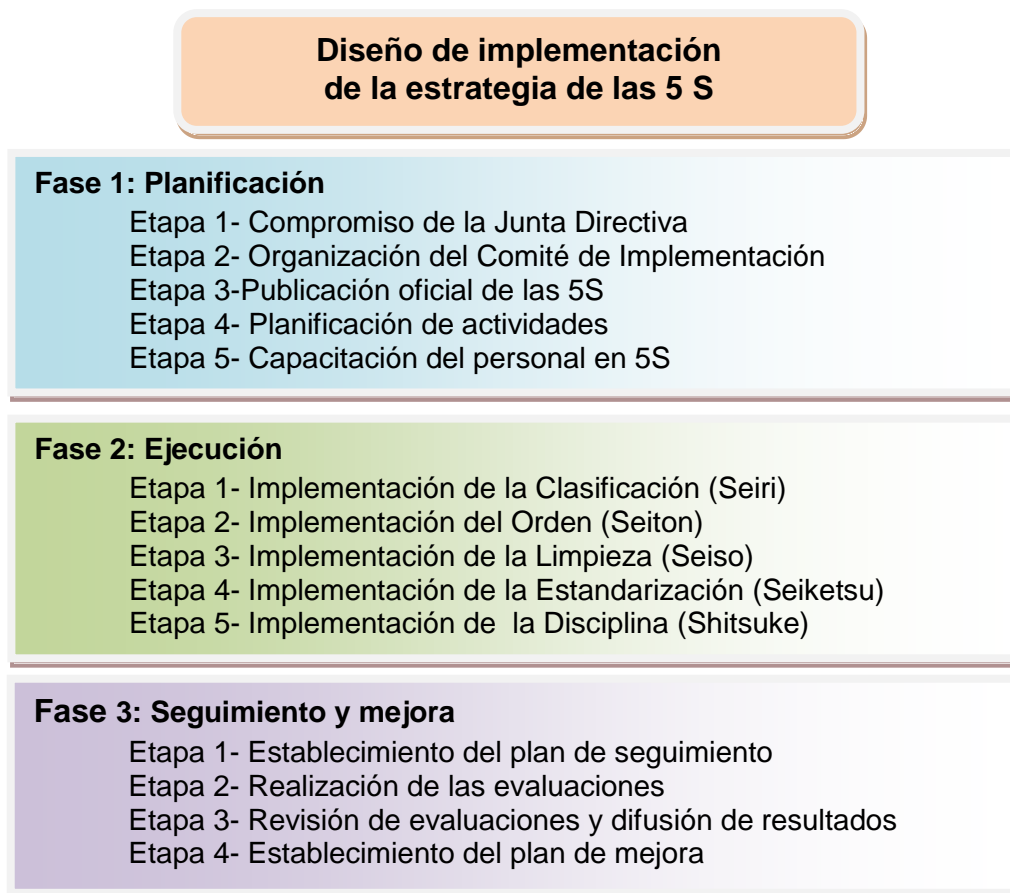 Diseño de implementación
de la estrategia de las 5 S
Fase 1: Planificación
Etapa 1- Compromiso de la Junta Directiva
Etapa 2- Organización del Comité de Implementación
Etapa 3-Publicación oficial de las 5S
Etapa 4- Planificación de actividades
Etapa 5- Capacitación del personal en 5S
Fase 2: Ejecución
Etapa 1- Implementación de la Clasificación (Seiri)
Etapa 2- Implementación del Orden (Seiton)
Etapa 3- Implementación de la Limpieza (Seiso)
Etapa 4- Implementación de la Estandarización (Seiketsu)
Etapa 5- Implementación de  la Disciplina (Shitsuke)
Fase 3: Seguimiento y mejora
Etapa 1- Establecimiento del plan de seguimiento
Etapa 2- Realización de las evaluaciones
Etapa 3- Revisión de evaluaciones y difusión de resultados
Etapa 4- Establecimiento del plan de mejora